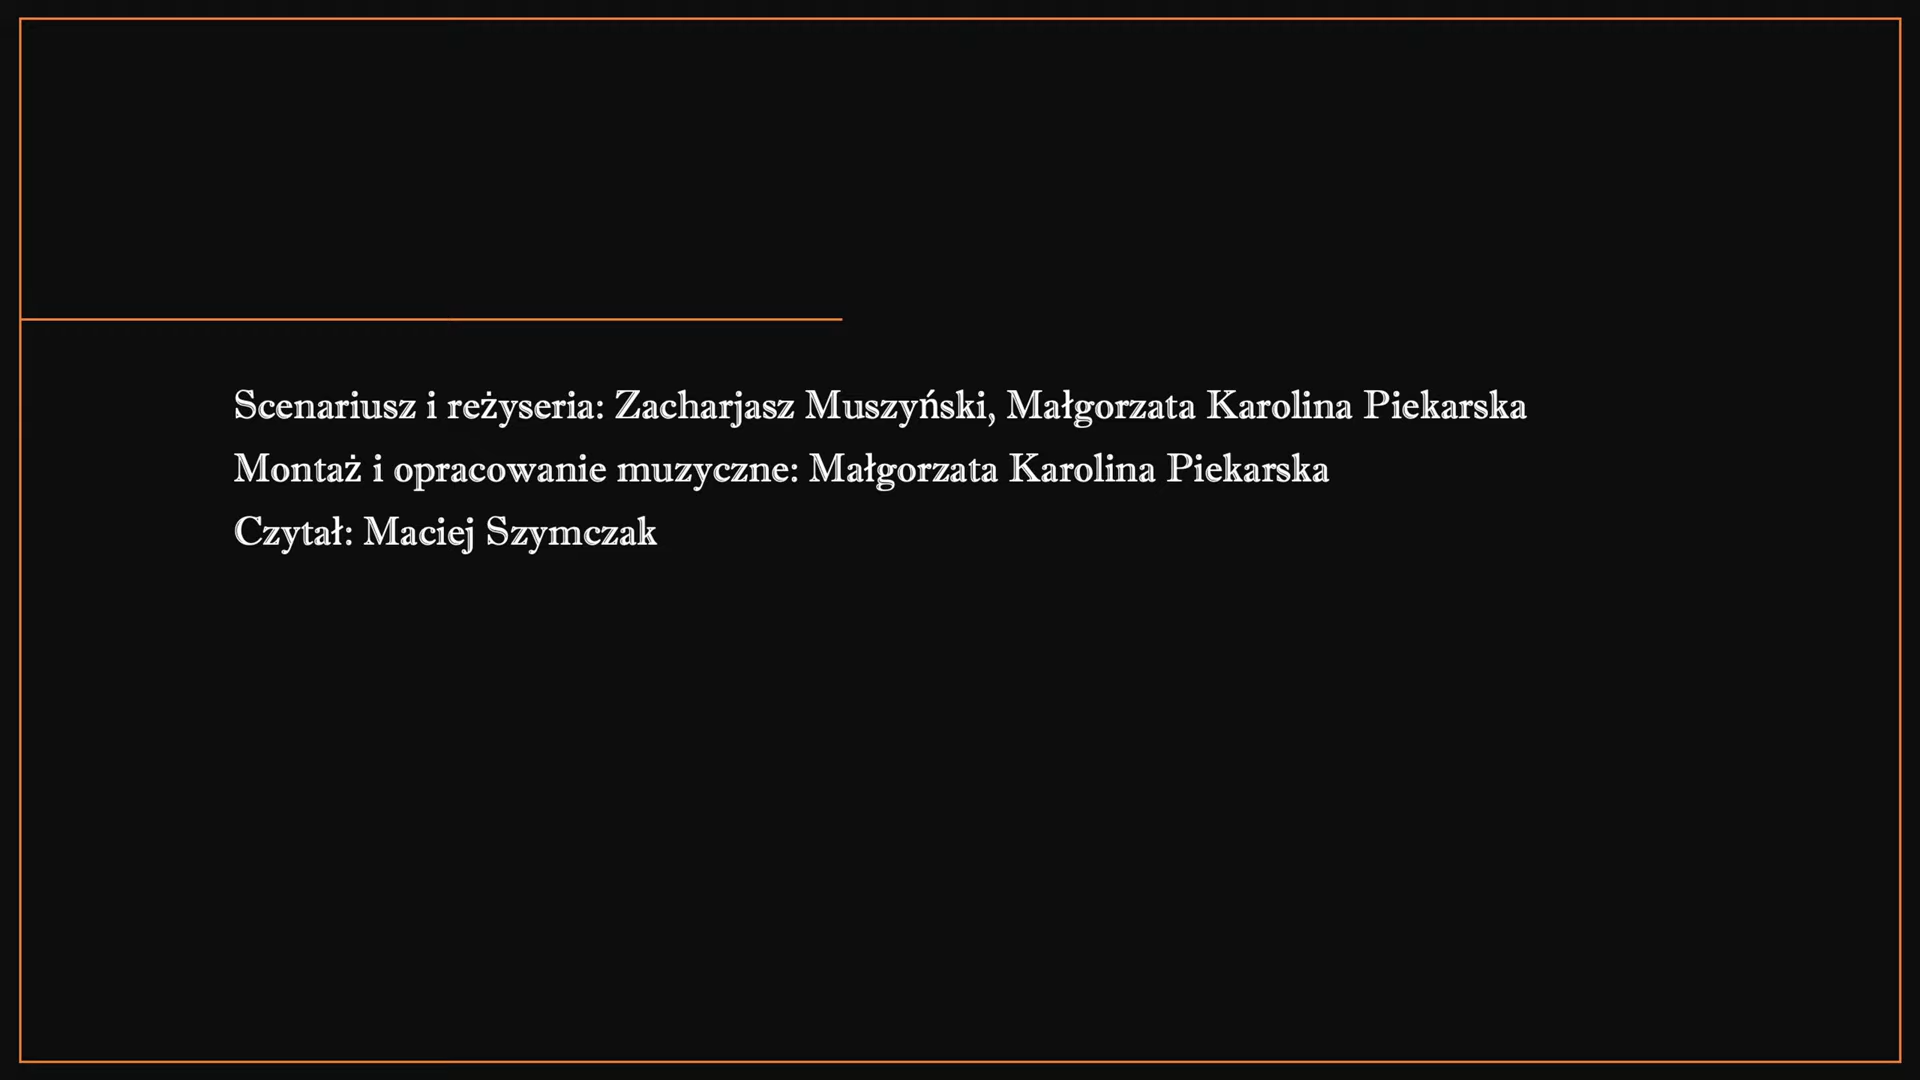 Scenariusz i reżyseria: Zacharjasz Muszyński, Małgorzata Karolina Piekarska
Montaż i opracowanie muzyczne: Małgorzata Karolina Piekarska
Czytał: Maciej Szymczak